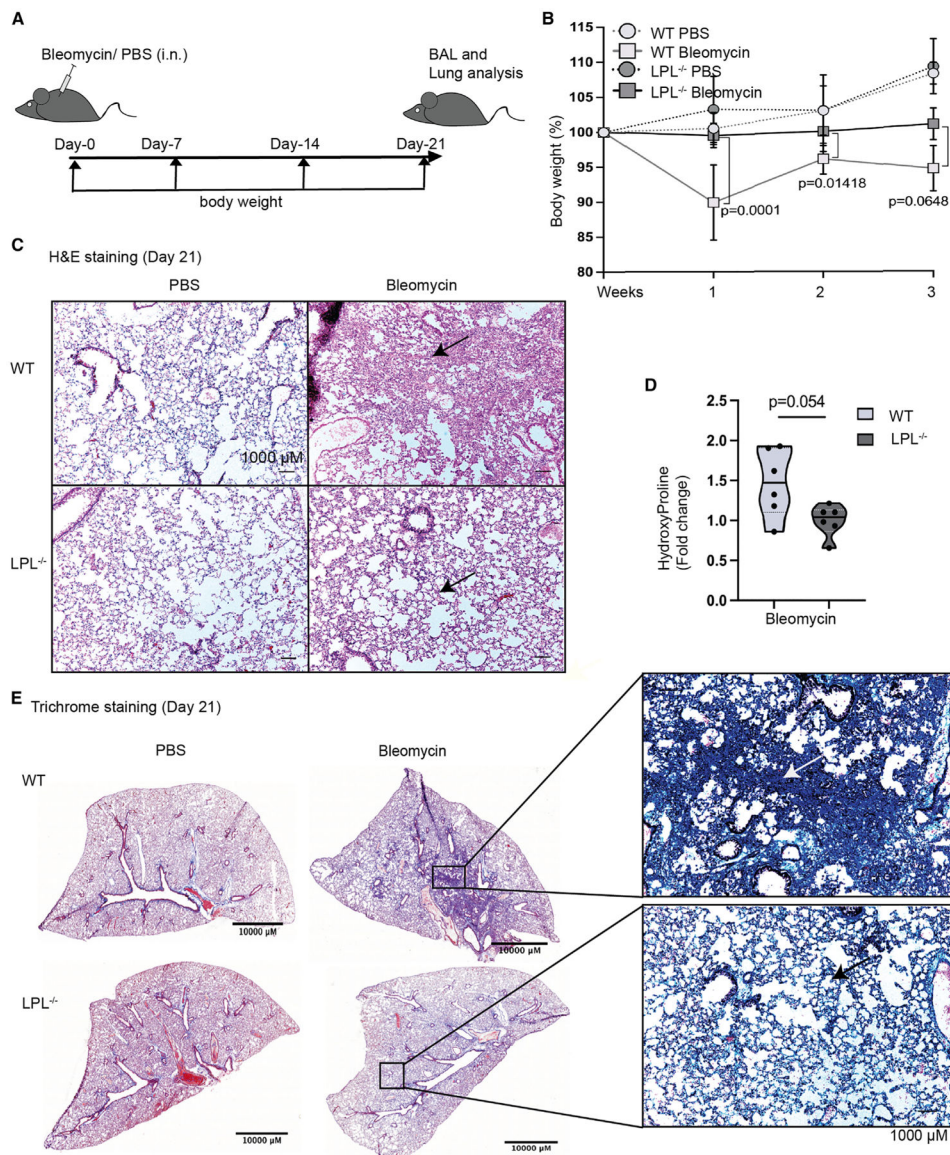 A
Bleomycin/ PBS (i.n.)
BAL and
Lung analysis
Day-0
Day-7
Day-14
Day-21
body weight
B
WT PBS
WT Bleomycin
LPL⁻/⁻ PBS
LPL⁻/⁻ Bleomycin
Body weight (%)
115
110
105
100
95
90
85
80
p=0.0001
p=0.01418
p=0.0648
Weeks
1
2
3
C
H&E staining (Day 21)
PBS
Bleomycin
WT
1000 µM
LPL⁻/⁻
D
p=0.054
WT
LPL⁻/⁻
HydroxyProline
(Fold change)
2.5
2.0
1.5
1.0
0.5
0.0
Bleomycin
E
Trichrome staining (Day 21)
PBS
Bleomycin
WT
10000 µM
10000 µM
LPL⁻/⁻
10000 µM
10000 µM
1000 µM